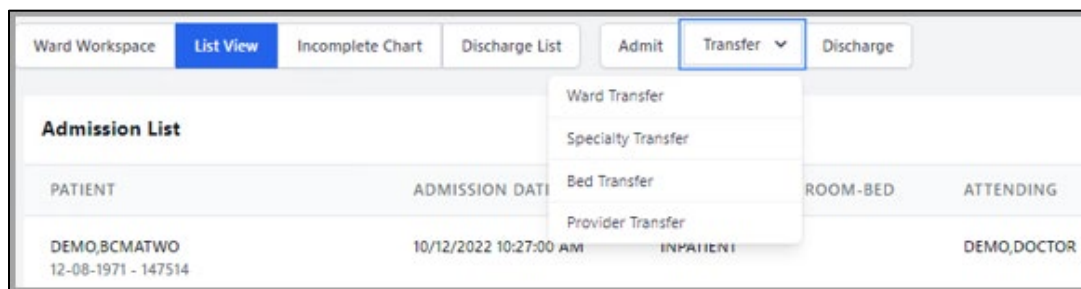 Ward Workspace List View Incomplete Chart Discharge List Admit Transfer Discharge
Ward Transfer
Admission List
Specialty Transfer
PATIENT ADMISSION DATE Bed Transfer ROOM-BED ATTENDING
Provider Transfer
DEMO,BCMATWO 10/12/2022 10:27:00 AM INPATIENT DEMO,DOCTOR
12-08-1971 - 147514